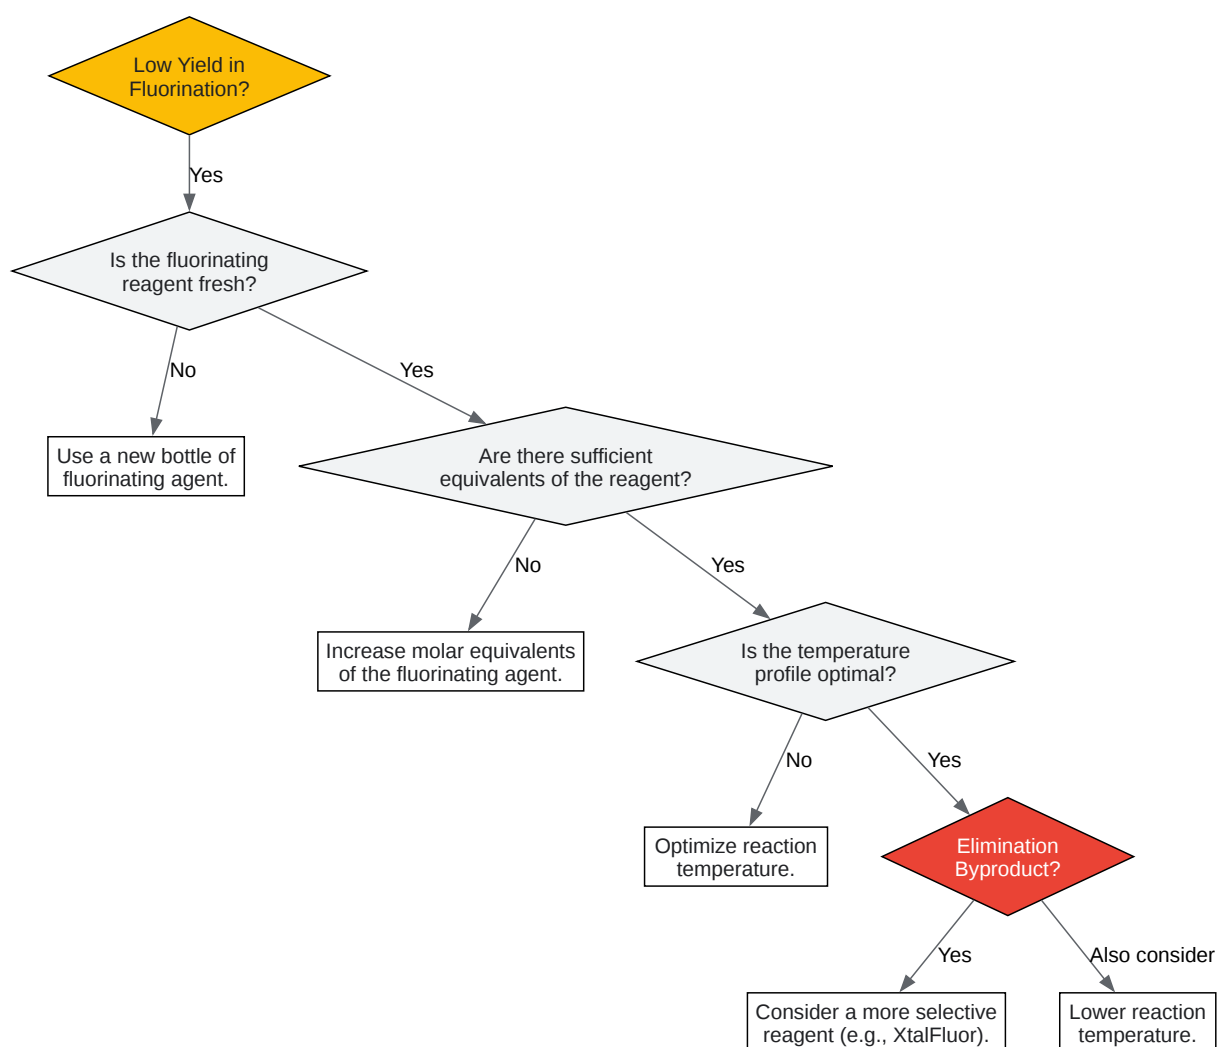 Low Yield in
Fluorination?
Yes
Is the fluorinating
reagent fresh?
No
Yes
Use a new bottle of
fluorinating agent.
Are there sufficient
equivalents of the reagent?
No
Yes
Increase molar equivalents
of the fluorinating agent.
Is the temperature
profile optimal?
No
Yes
Optimize reaction
temperature.
Elimination
Byproduct?
Yes
Also consider
Consider a more selective
reagent (e.g., XtalFluor).
Lower reaction
temperature.